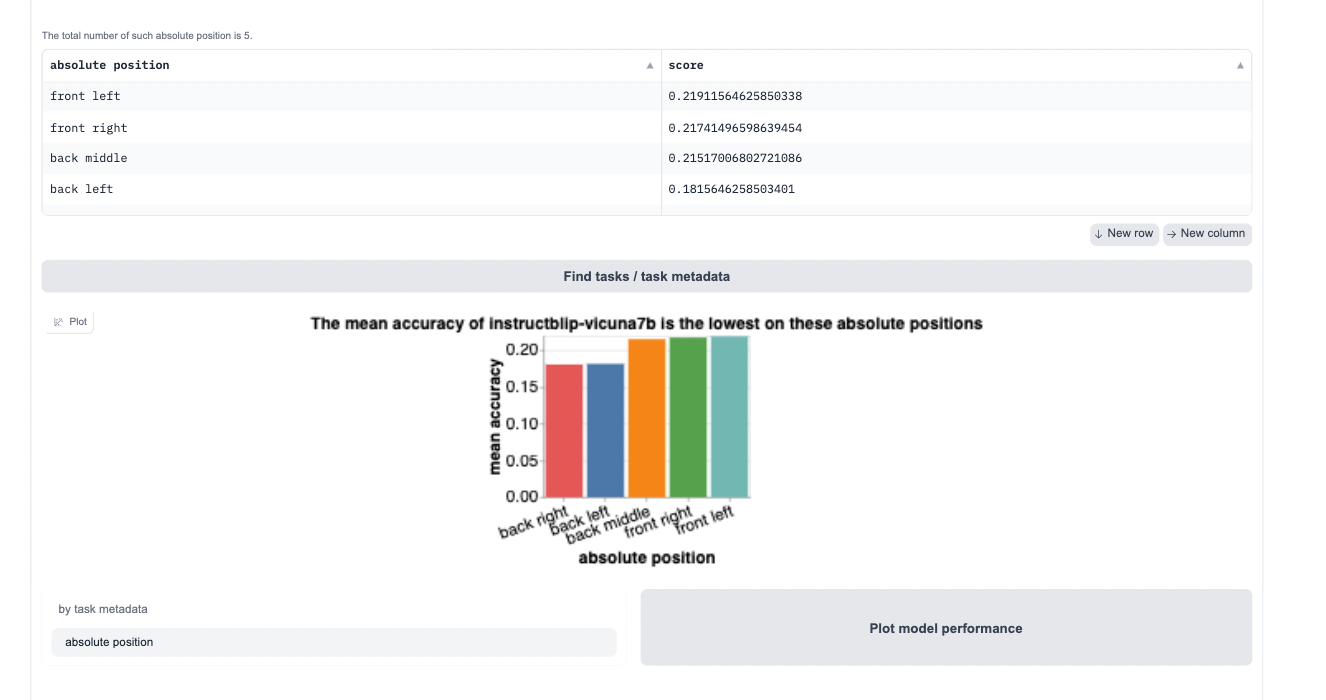 The total number of such absolute position is 5.
absolute position ▲ score ▲
front left 0.21911564625850338
front right 0.21741496598639454
back middle 0.21517006802721086
back left 0.1815646258503401
↓ New row → New column
Find tasks / task metadata
Plot
The mean accuracy of instructblip-vicuna7b is the lowest on these absolute positions
mean accuracy
0.20
0.15
0.10
0.05
0.00
back right back left back middle front right front left
absolute position
by task metadata
absolute position
Plot model performance